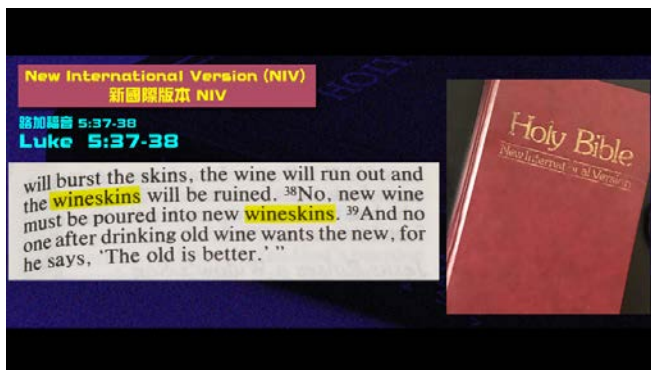 New International Version (NIV)
新國際版本 NIV
路加福音 5:37-38
Luke 5:37-38
will burst the skins, the wine will run out and
the wineskins will be ruined. ³⁸No, new wine
must be poured into new wineskins. ³⁹And no
one after drinking old wine wants the new, for
he says, ‘The old is better.’ ”
Holy Bible
New International Version
HOLY